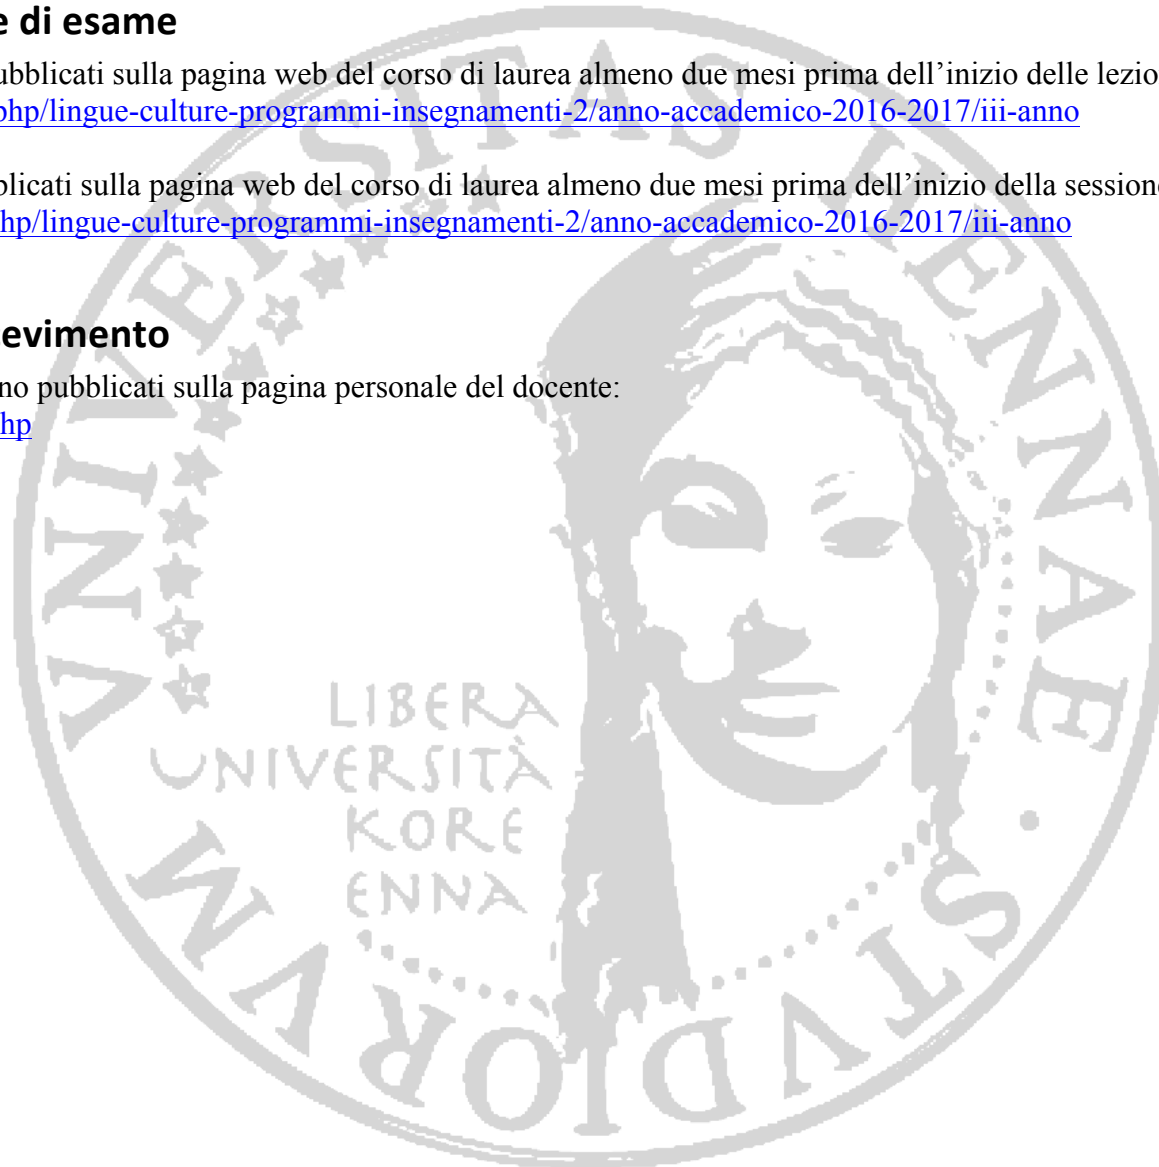 e di esame
ubblicati sulla pagina web del corso di laurea almeno due mesi prima dell’inizio delle lezio
php/lingue-culture-programmi-insegnamenti-2/anno-accademico-2016-2017/iii-anno
blicati sulla pagina web del corso di laurea almeno due mesi prima dell’inizio della sessione
hp/lingue-culture-programmi-insegnamenti-2/anno-accademico-2016-2017/iii-anno
evimento
no pubblicati sulla pagina personale del docente:
hp
VNIVERSITAS HENNAE • STVDIORVM
LIBERA
UNIVERSITÀ
KORE
ENNA